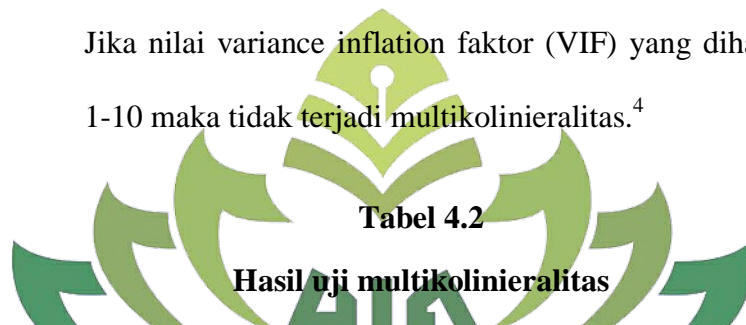 Jika nilai variance inflation faktor (VIF) yang
1-10 maka tidak terjadi multikolinieralitas.⁴
Tabel 4.2
Hasil uji multikolinieralitas